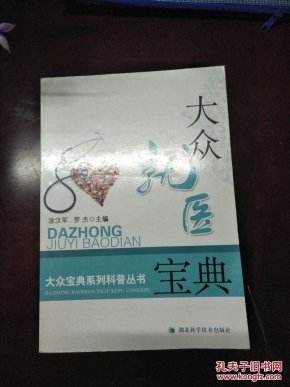 大众
就医
宝典
涂汉军 罗杰◎主编
DAZHONG
JIUYI BAODIAN
大众宝典系列科普丛书
DAZHONG BAODIAN XILIE KEPU CONGSHU
湖北科学技术出版社
孔夫子旧书网